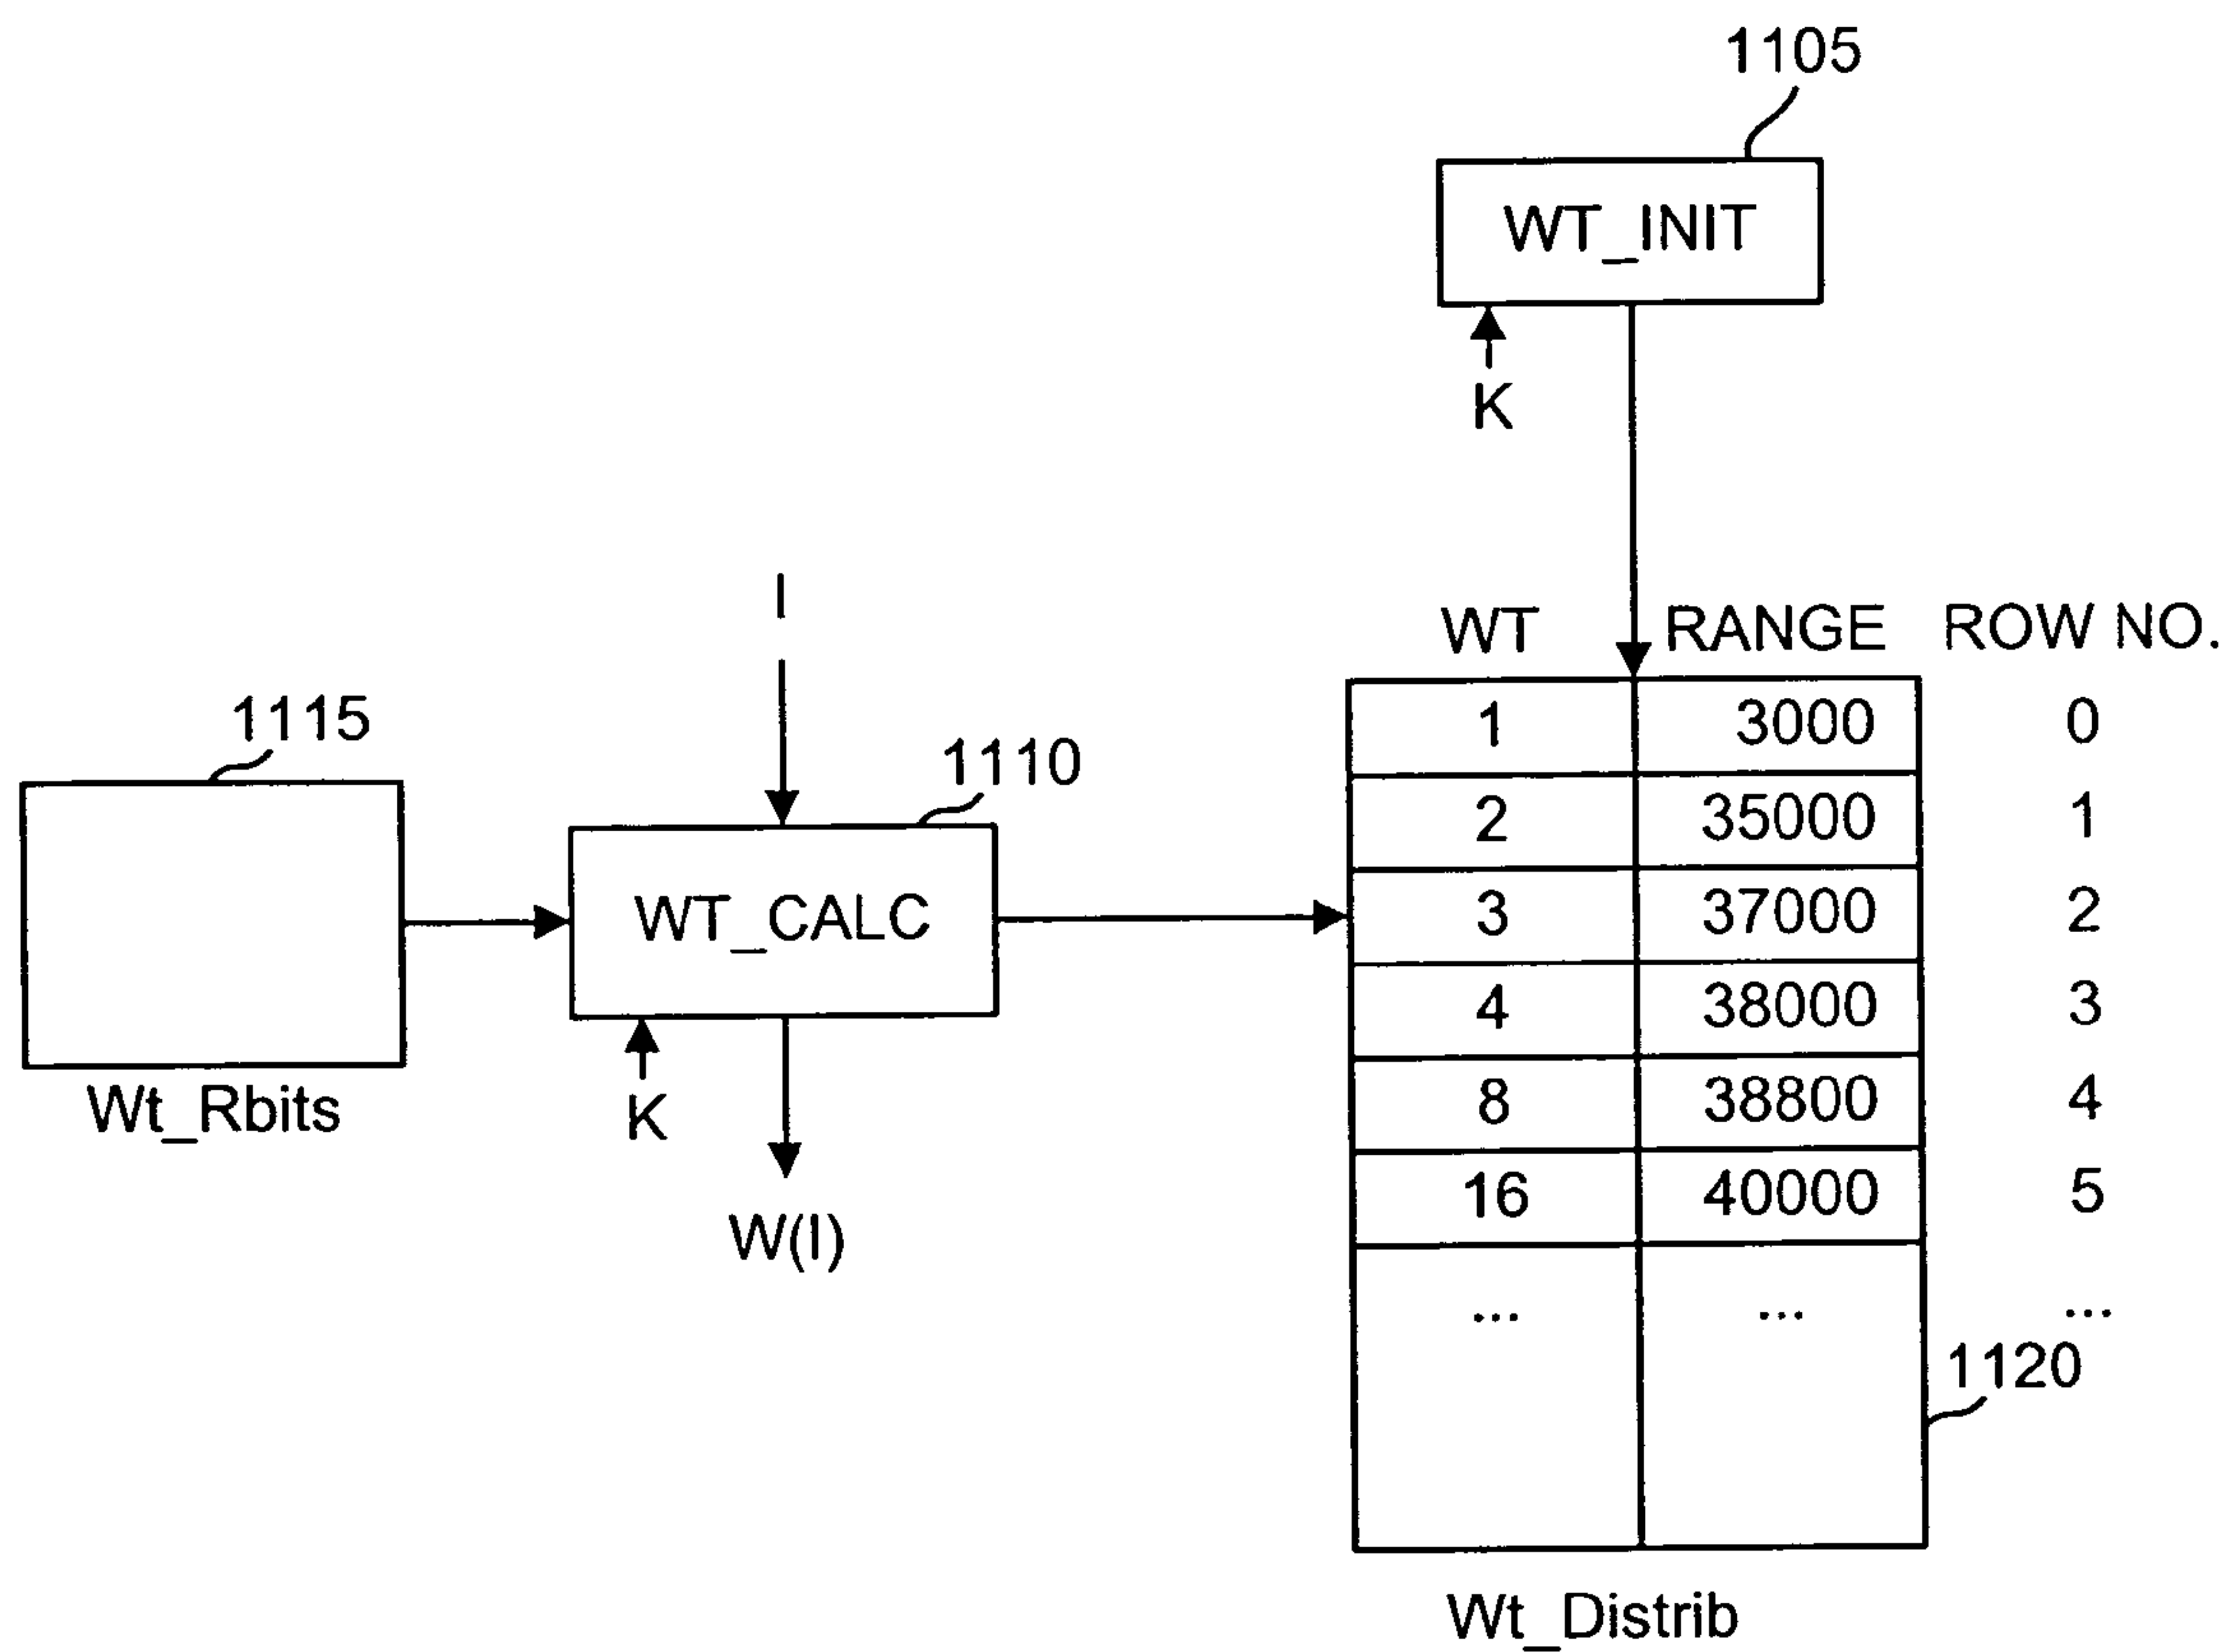 1105
WT_INIT
K
I
WT RANGE ROW NO.
1115
1110
1 3000 0
2 35000 1
WT_CALC
3 37000 2
4 38000 3
Wt_Rbits
K
8 38800 4
16 40000 5
W(I)
... ... ...
1120
Wt_Distrib